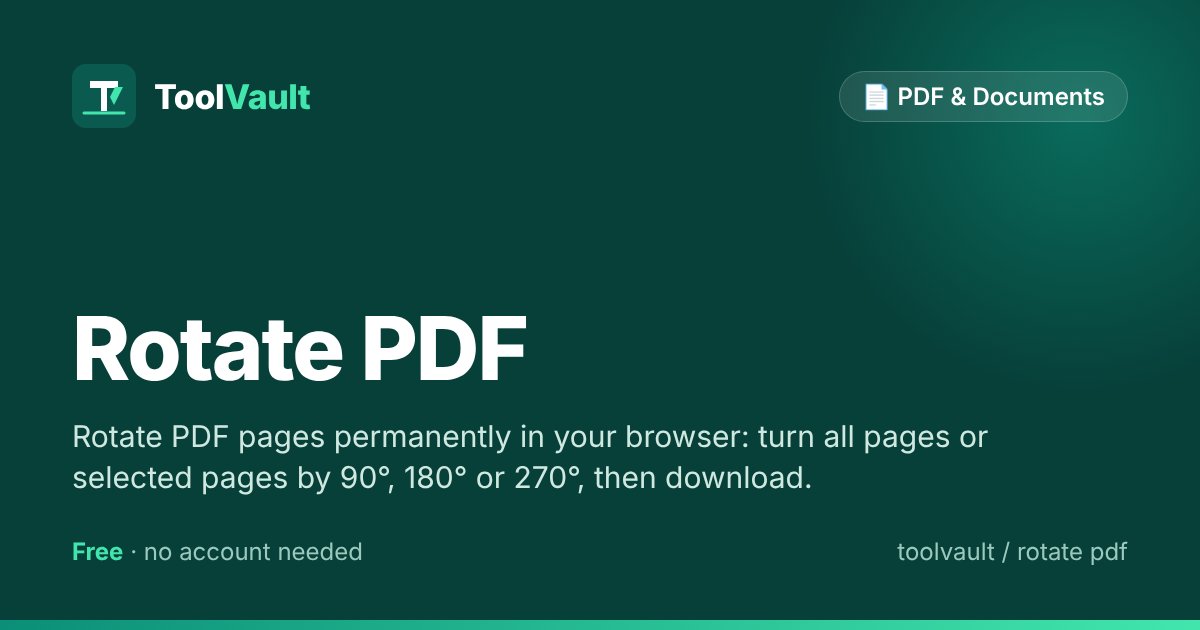 ToolVault
📄 PDF & Documents
Rotate PDF
Rotate PDF pages permanently in your browser: turn all pages or
selected pages by 90°, 180° or 270°, then download.
Free · no account needed
toolvault / rotate pdf